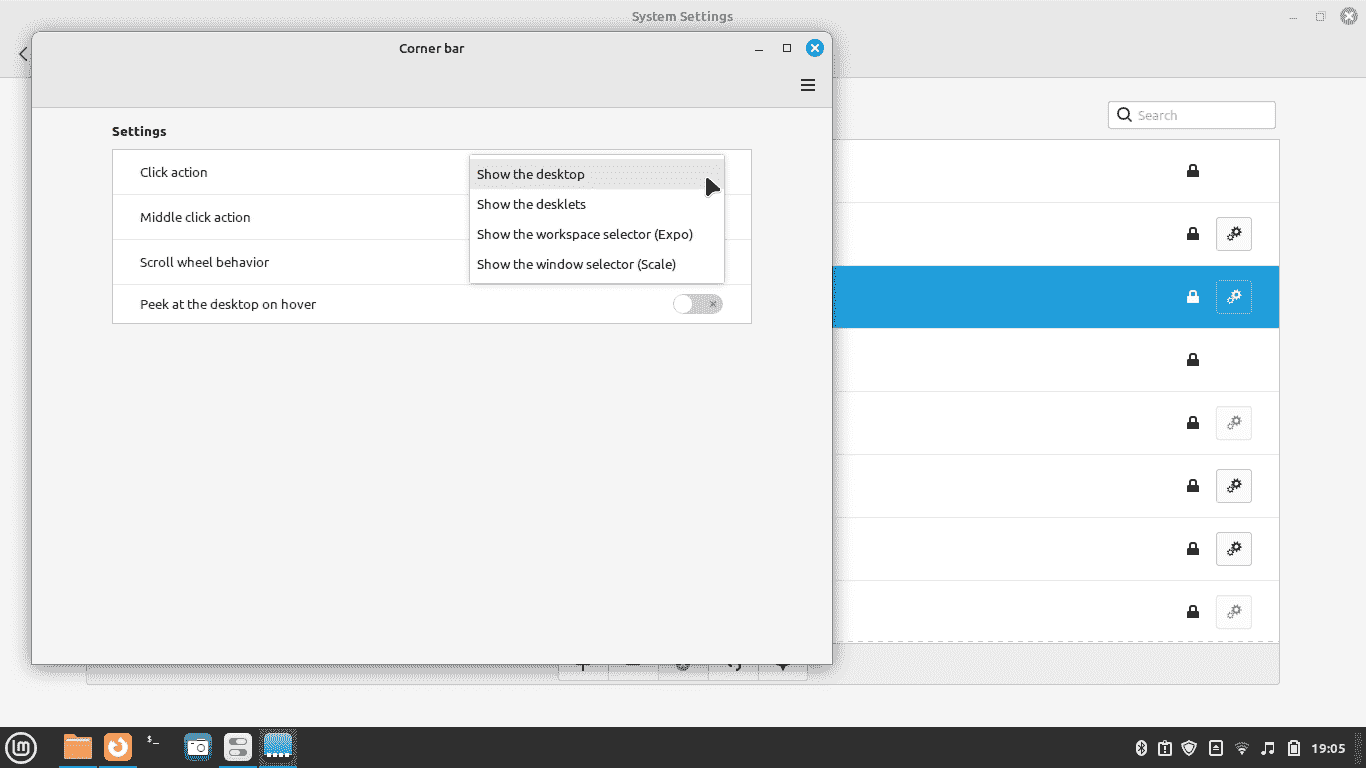 System Settings
Corner bar
Search
Settings
Click action
Show the desktop
Show the desklets
Middle click action
Show the workspace selector (Expo)
Scroll wheel behavior
Show the window selector (Scale)
Peek at the desktop on hover
$_
19:05